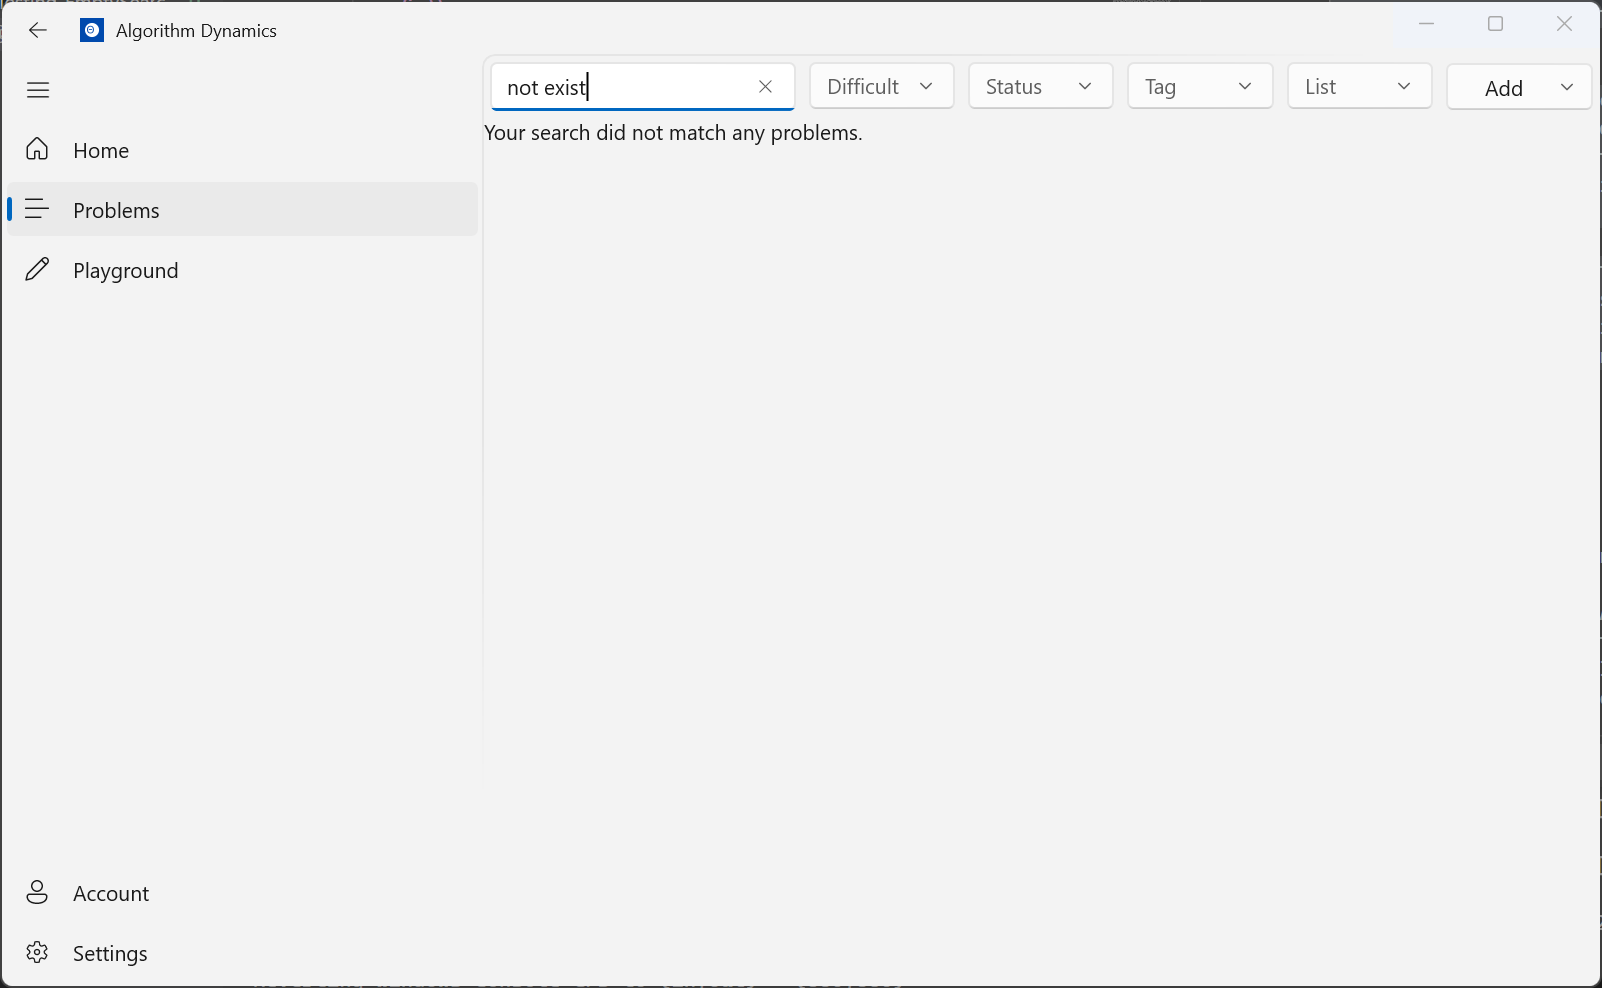 Algorithm Dynamics
not exist
Difficult
Status
Tag
List
Add
Your search did not match any problems.
Home
Problems
Playground
Account
Settings